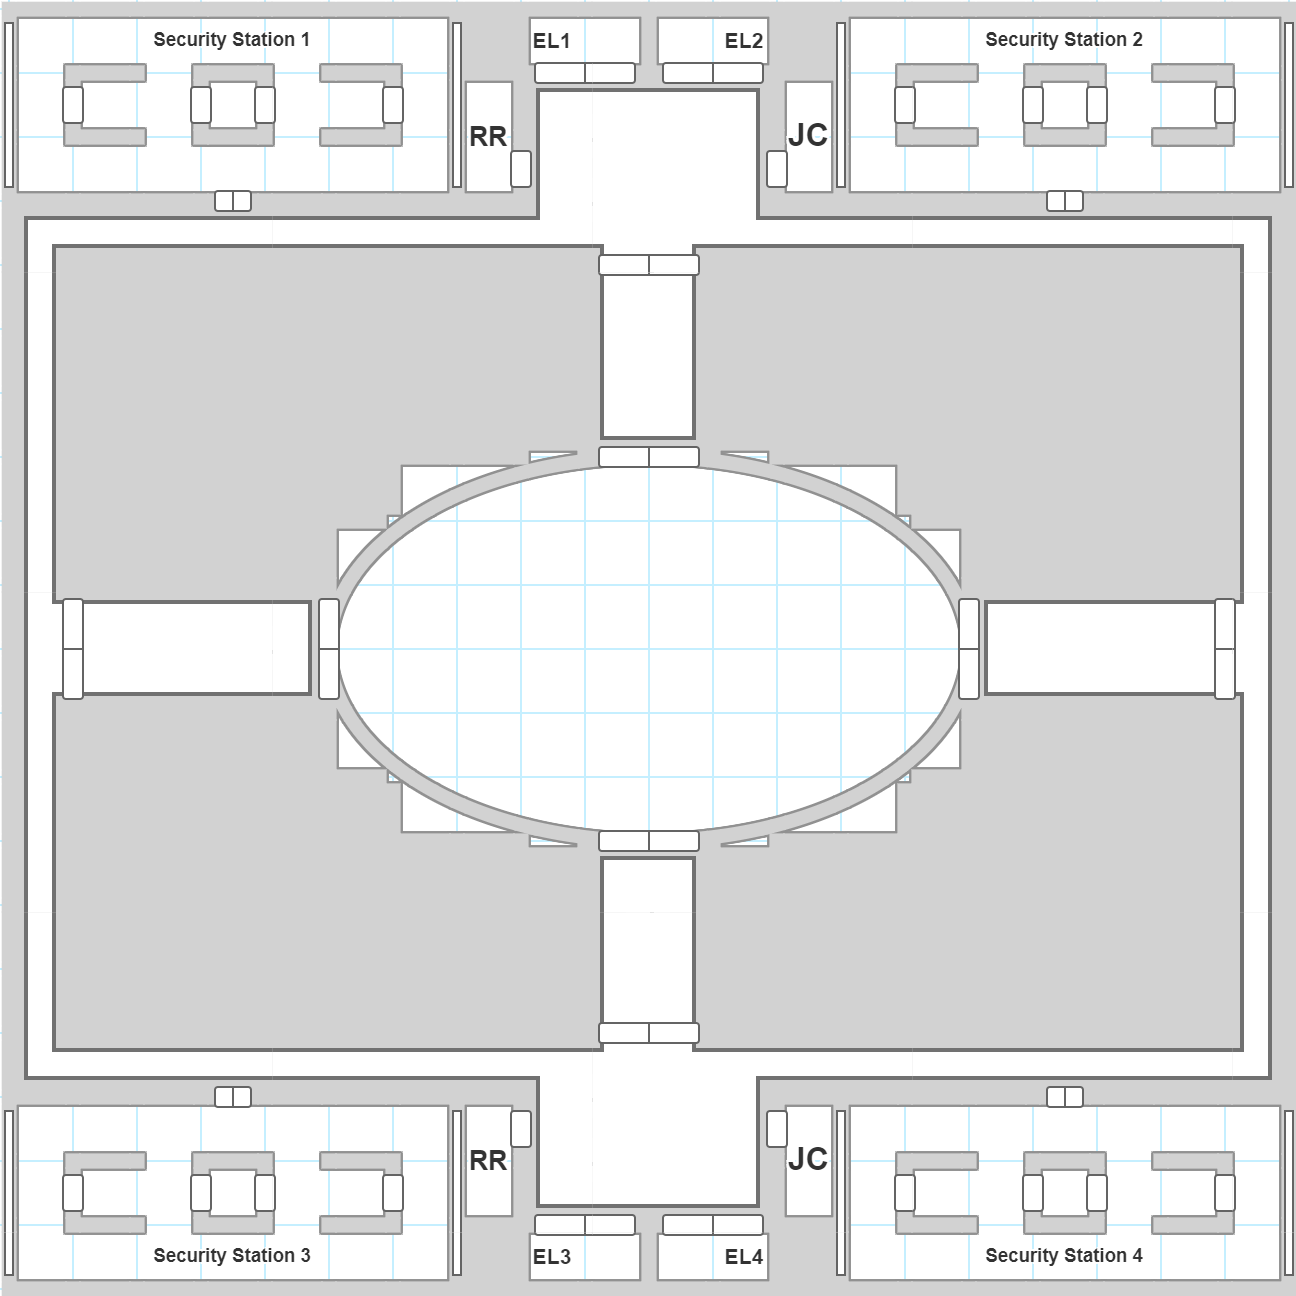 Security Station 1
EL1
EL2
Security Station 2
RR
JC
RR
JC
Security Station 3
EL3
EL4
Security Station 4